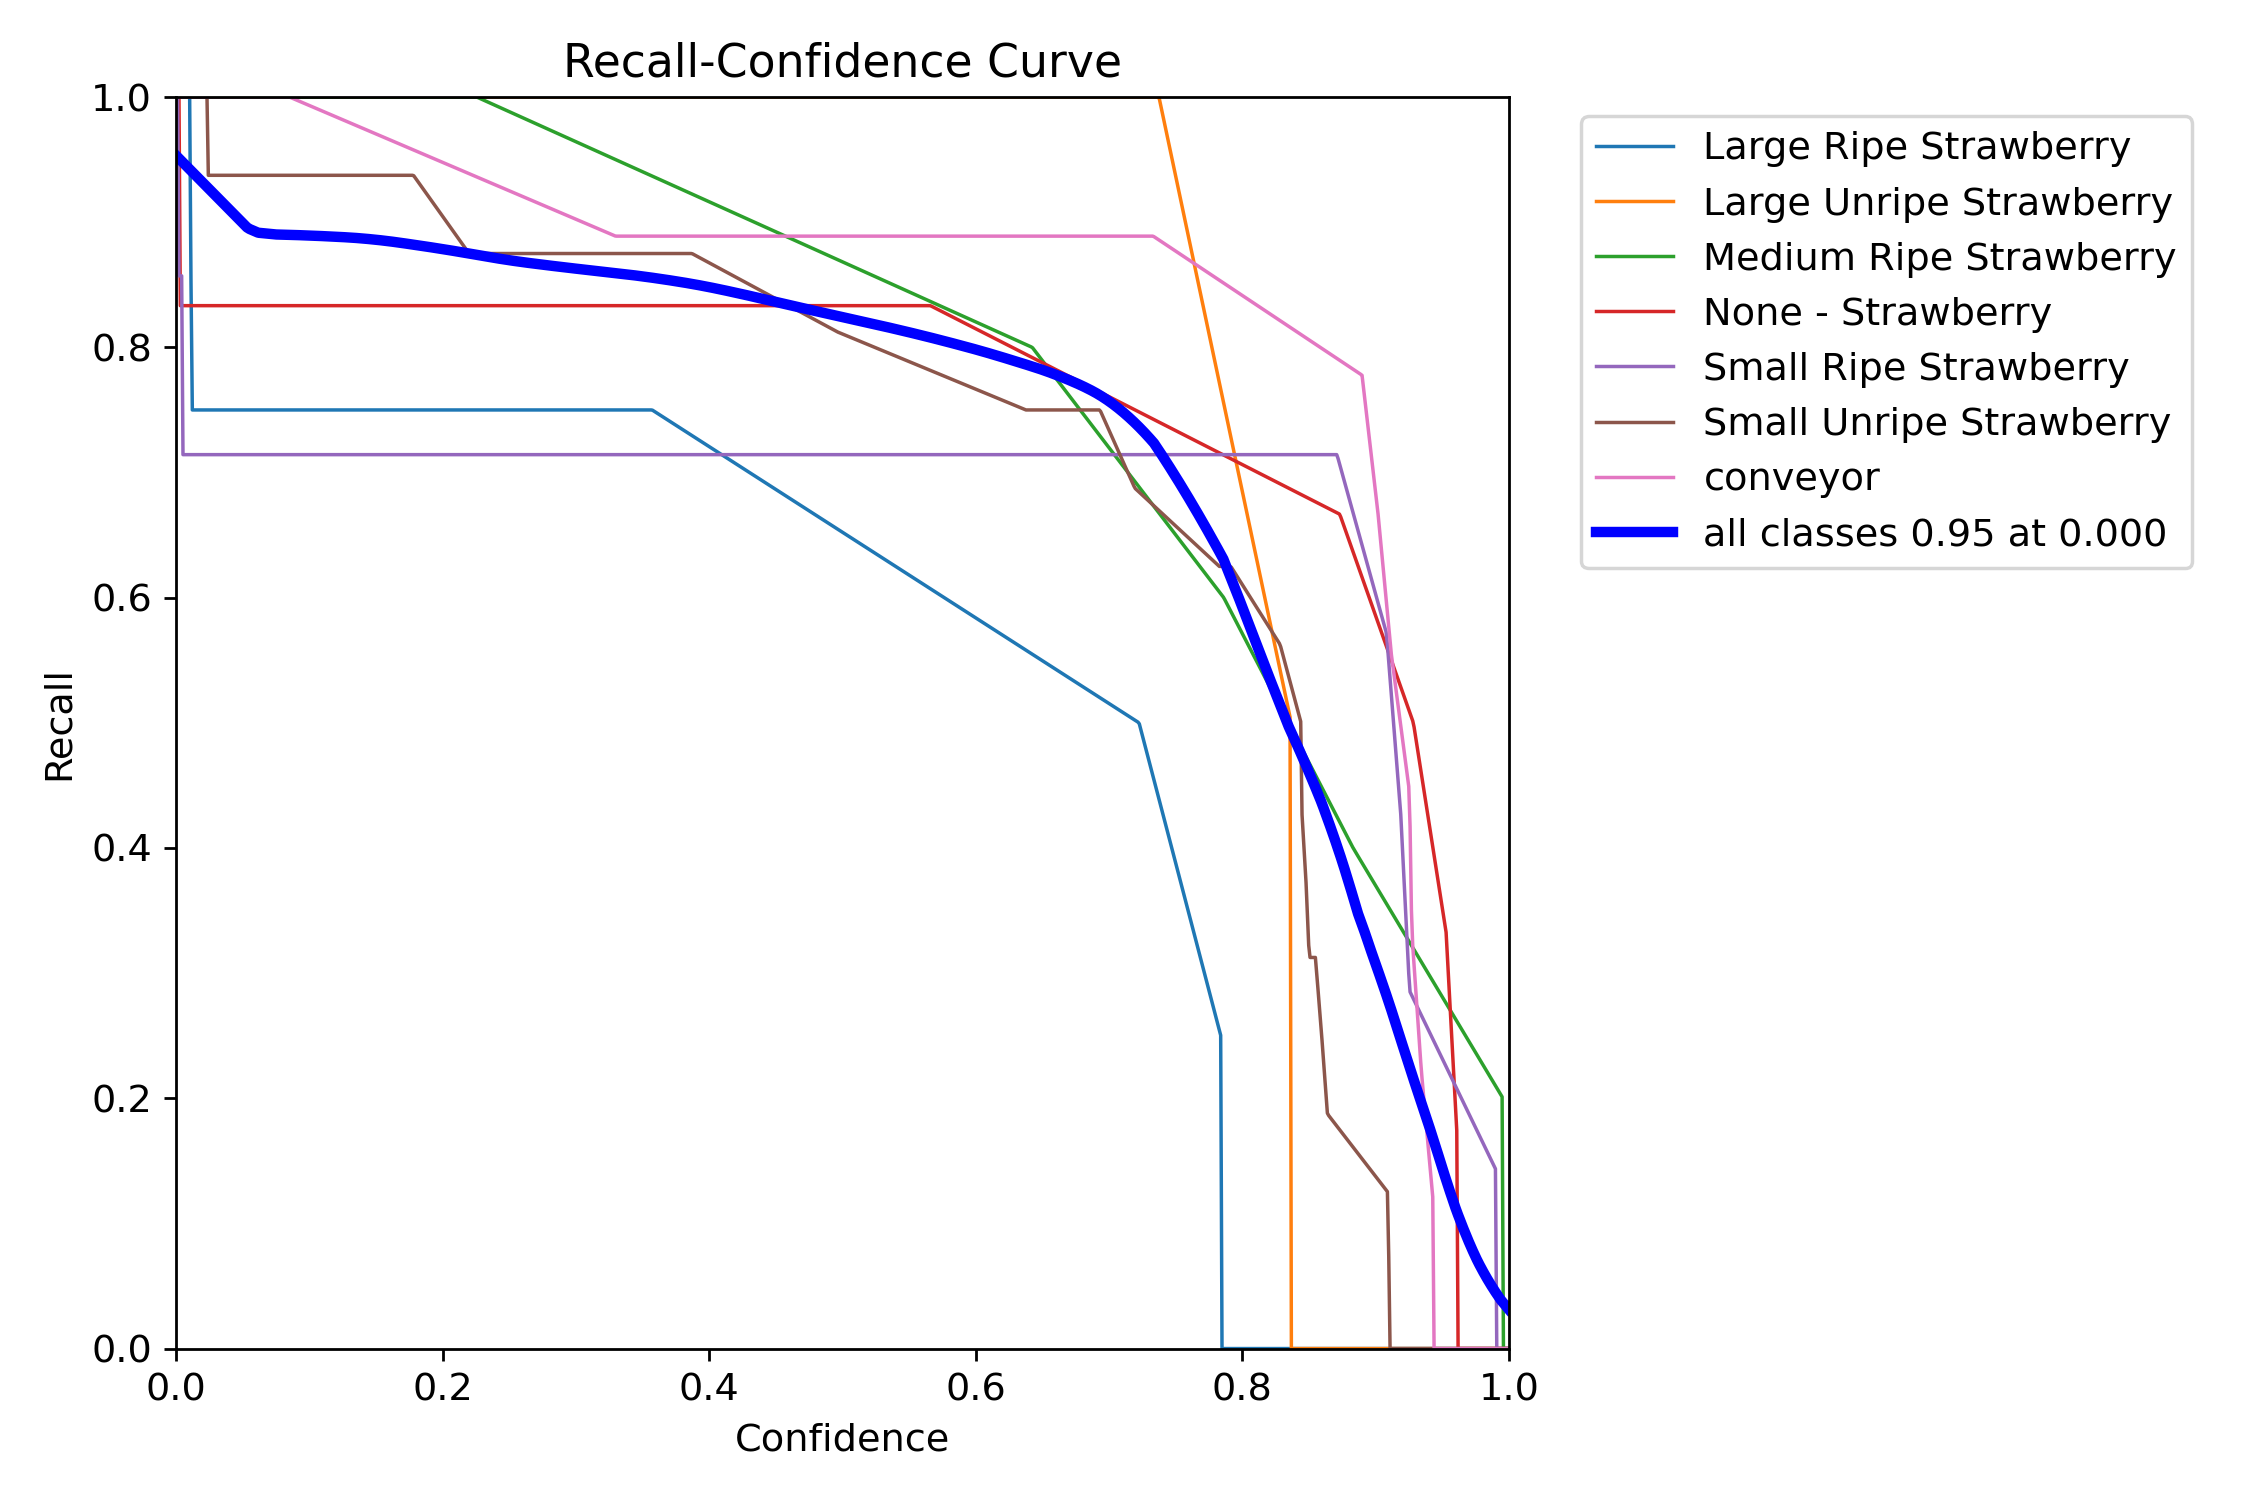 Recall-Confidence Curve
1.0
0.8
0.6
0.4
0.2
0.0
Recall
0.0 0.2 0.4 0.6 0.8 1.0
Confidence
Large Ripe Strawberry
Large Unripe Strawberry
Medium Ripe Strawberry
None - Strawberry
Small Ripe Strawberry
Small Unripe Strawberry
conveyor
all classes 0.95 at 0.000